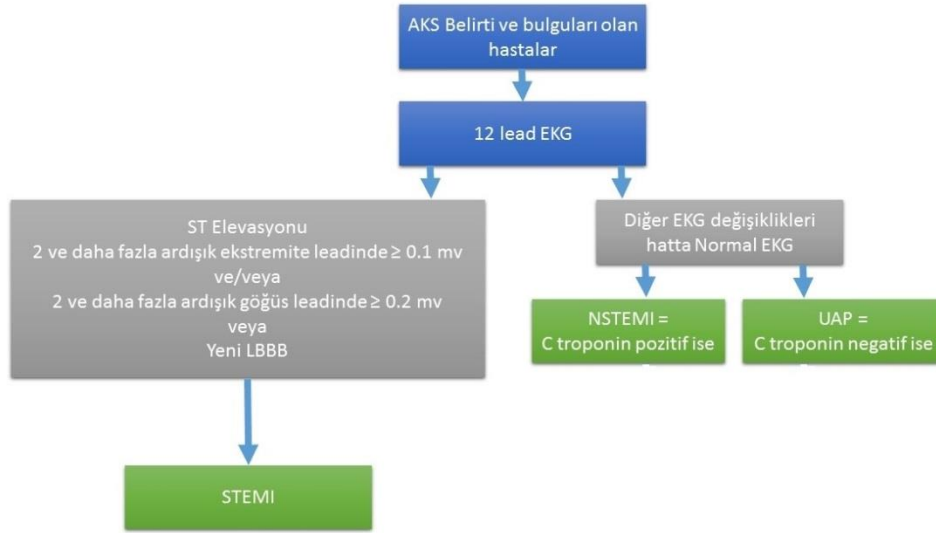 AKS Belirti ve bulguları olan
hastalar
12 lead EKG
ST Elevasyonu
2 ve daha fazla ardışık ekstremite leadinde ≥ 0.1 mv
ve/veya
2 ve daha fazla ardışık göğüs leadinde ≥ 0.2 mv
veya
Yeni LBBB
Diğer EKG değişiklikleri
hatta Normal EKG
NSTEMI =
C troponin pozitif ise
UAP =
C troponin negatif ise
STEMI